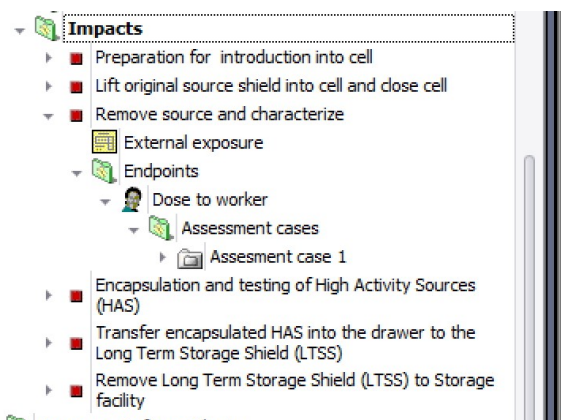 Impacts
Preparation for introduction into cell
Lift original source shield into cell and close cell
Remove source and characterize
External exposure
Endpoints
Dose to worker
Assessment cases
Assesment case 1
Encapsulation and testing of High Activity Sources
(HAS)
Transfer encapsulated HAS into the drawer to the
Long Term Storage Shield (LTSS)
Remove Long Term Storage Shield (LTSS) to Storage
facility